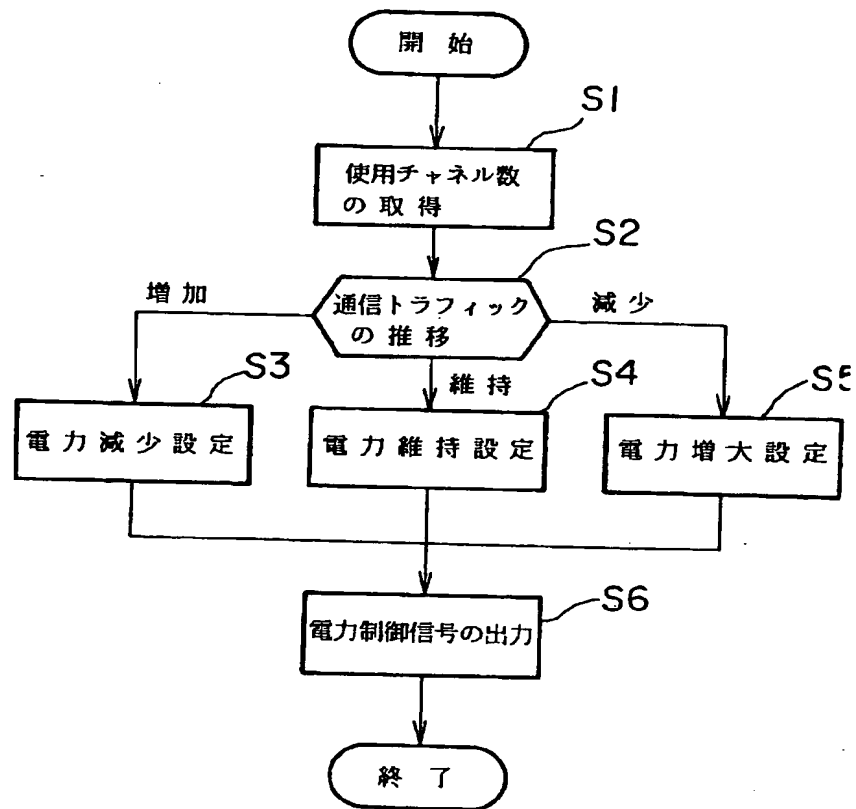 開始
S1
使用チャネル数
の取得
S2
増加
通信トラフィック
の推移
減少
S3
維持
S4
S5
電力減少設定
電力維持設定
電力増大設定
S6
電力制御信号の出力
終了